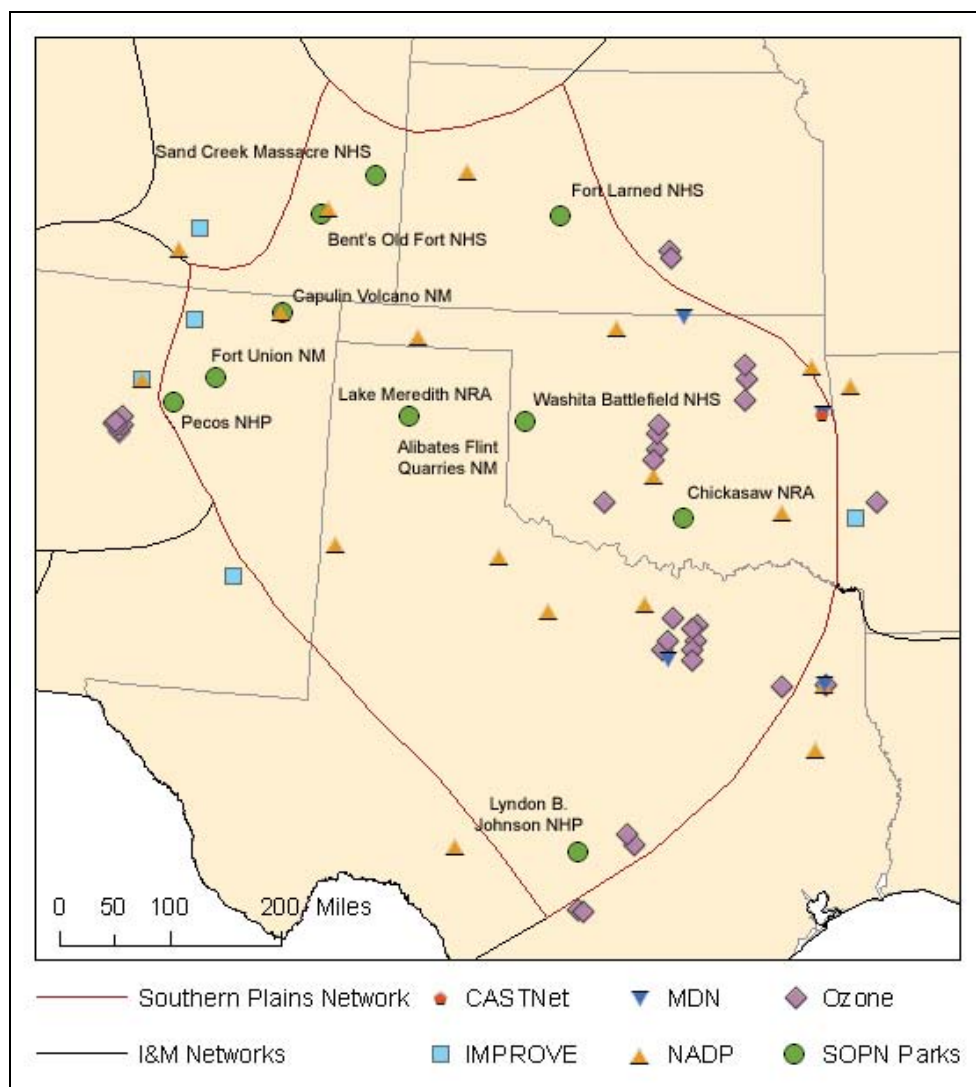 Sand Creek Massacre NHS
Fort Larned NHS
Bent's Old Fort NHS
Capulin Volcano NM
Fort Union NM
Lake Meredith NRA
Washita Battlefield NHS
Pecos NHP
Alibates Flint
Quarries NM
Chickasaw NRA
Lyndon B.
Johnson NHP
0 50 100 200 Miles
Southern Plains Network
CASTNet
MDN
Ozone
I&M Networks
IMPROVE
NADP
SOPN Parks